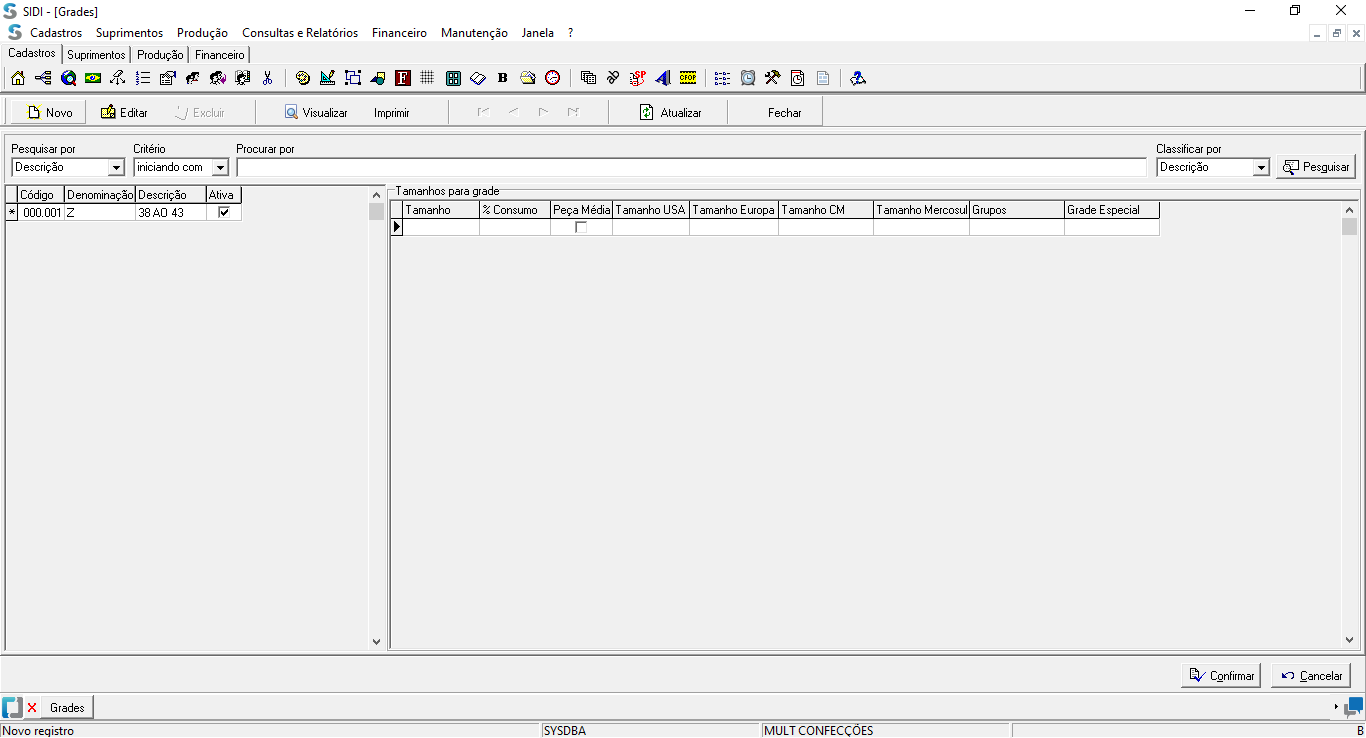 SIDI - [Grades]
Cadastros Suprimentos Produção Consultas e Relatórios Financeiro Manutenção Janela ?
Cadastros Suprimentos Produção Financeiro
F B SP CFOP
Novo Editar Excluir Visualizar Imprimir Atualizar Fechar
Pesquisar por Critério Procurar por Classificar por
Descrição iniciando com Descrição Pesquisar
Código Denominação Descrição Ativa
* 000.001 Z 38 AO 43
Tamanhos para grade
Tamanho % Consumo Peça Média Tamanho USA Tamanho Europa Tamanho CM Tamanho Mercosul Grupos Grade Especial
Confirmar Cancelar
Grades
Novo registro SYSDBA MULT CONFECÇÕES B